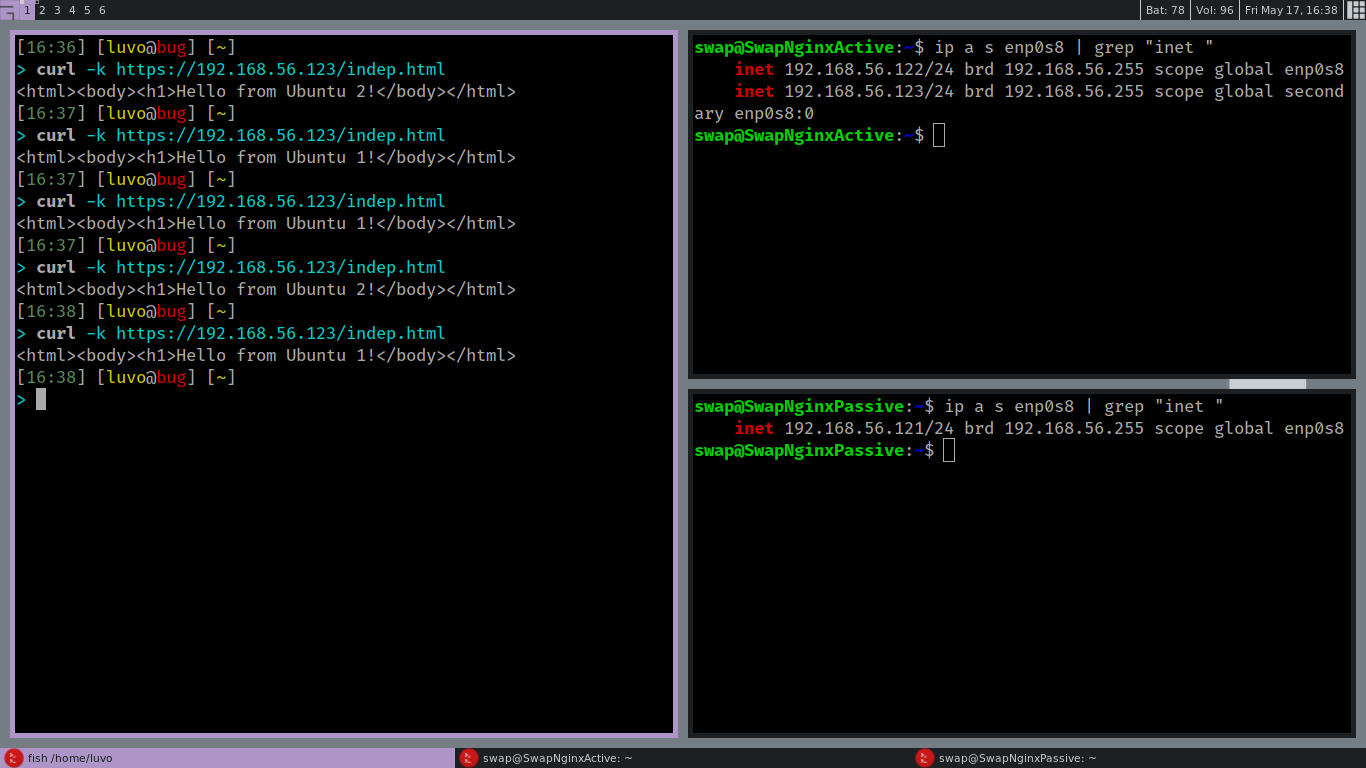 1 2 3 4 5 6
Bat: 78 Vol: 96 Fri May 17, 16:38
[16:36] [luvo@bug] [~]
> curl -k https://192.168.56.123/indep.html
<html><body><h1>Hello from Ubuntu 2!</body></html>
[16:37] [luvo@bug] [~]
> curl -k https://192.168.56.123/indep.html
<html><body><h1>Hello from Ubuntu 1!</body></html>
[16:37] [luvo@bug] [~]
> curl -k https://192.168.56.123/indep.html
<html><body><h1>Hello from Ubuntu 1!</body></html>
[16:37] [luvo@bug] [~]
> curl -k https://192.168.56.123/indep.html
<html><body><h1>Hello from Ubuntu 2!</body></html>
[16:38] [luvo@bug] [~]
> curl -k https://192.168.56.123/indep.html
<html><body><h1>Hello from Ubuntu 1!</body></html>
[16:38] [luvo@bug] [~]
>
swap@SwapNginxActive:~$ ip a s enp0s8 | grep "inet "
inet 192.168.56.122/24 brd 192.168.56.255 scope global enp0s8
inet 192.168.56.123/24 brd 192.168.56.255 scope global second
ary enp0s8:0
swap@SwapNginxActive:~$
swap@SwapNginxPassive:~$ ip a s enp0s8 | grep "inet "
inet 192.168.56.121/24 brd 192.168.56.255 scope global enp0s8
swap@SwapNginxPassive:~$
fish /home/luvo
swap@SwapNginxActive: ~
swap@SwapNginxPassive: ~